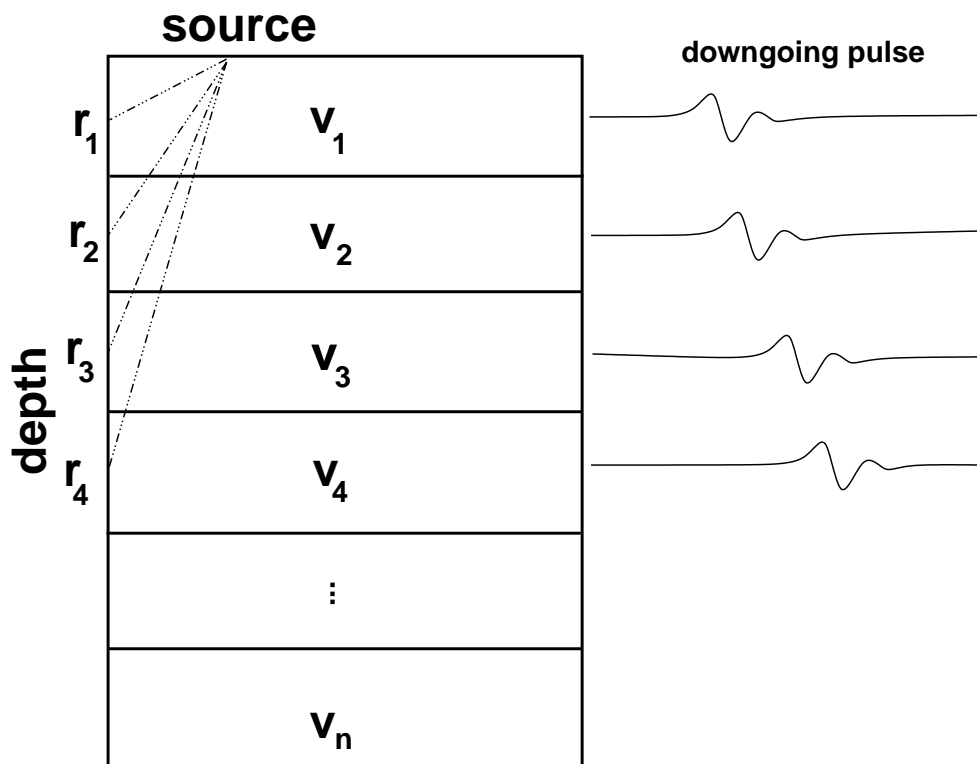 source
downgoing pulse
r1
v1
r2
v2
depth
r3
v3
r4
v4
...
vn